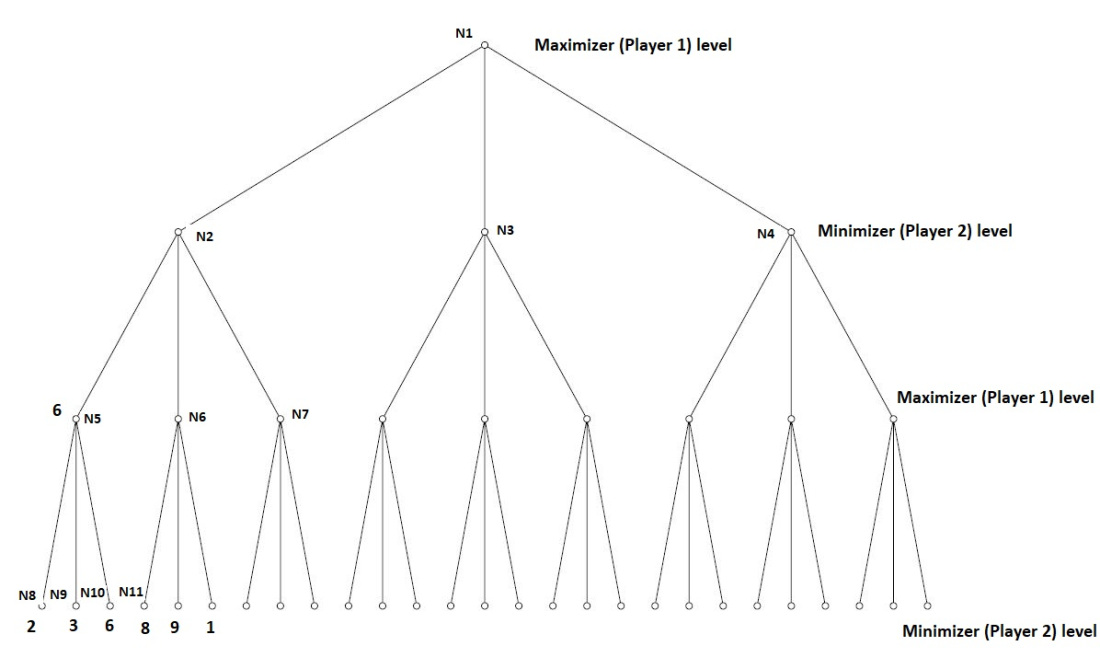 N1
Maximizer (Player 1) level
N2
N3
N4
Minimizer (Player 2) level
Maximizer (Player 1) level
6
N5
N6
N7
N8
N9
N10
N11
2
3
6
8
9
1
Minimizer (Player 2) level